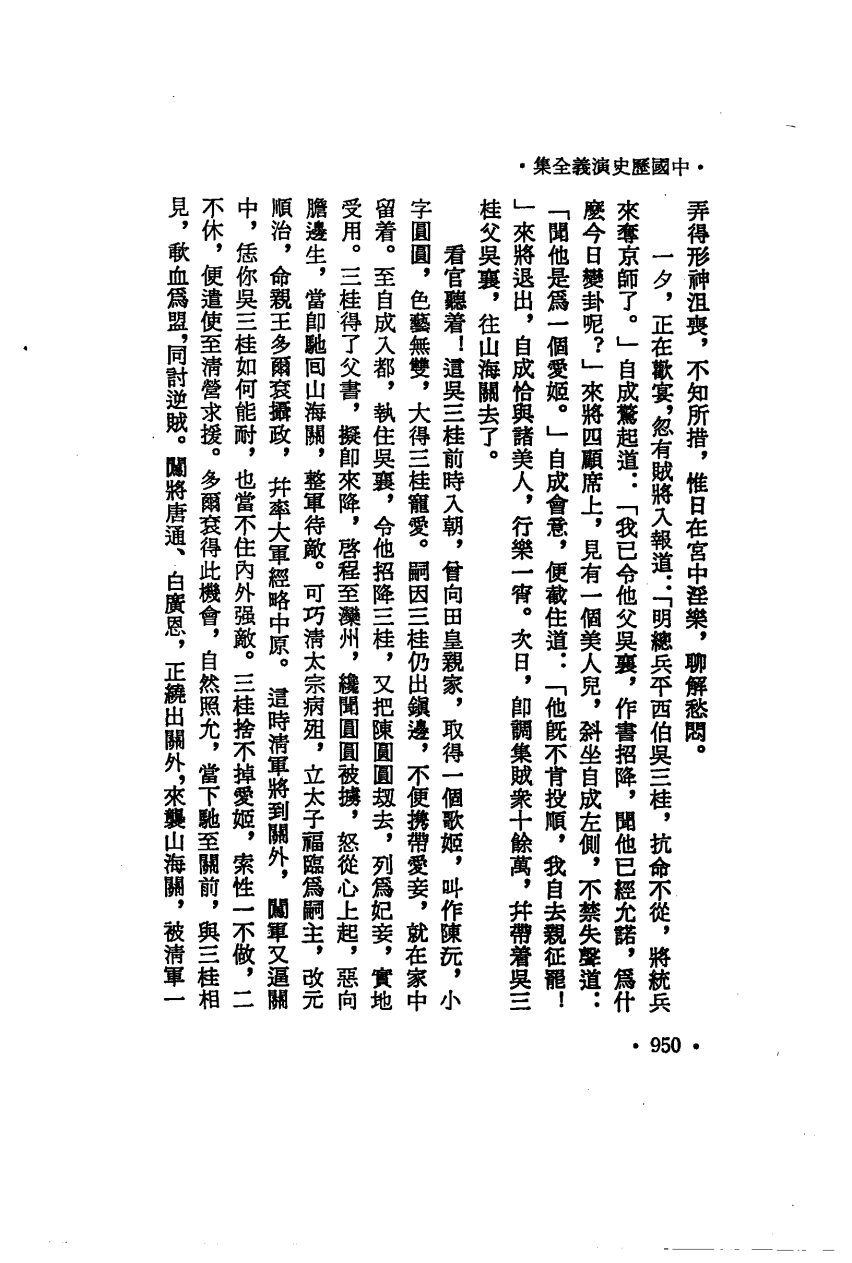 ·中國歷史演義全集·
弄得形神沮喪，不知所措，惟日在宮中淫樂，聊解愁悶。
一夕，正在歡宴，忽有賊將入報道：「明總兵平西伯吳三桂，抗命不從，將統兵
來奪京師了。」自成驚起道：「我已令他父吳襄，作書招降，聞他已經允諾，爲什
麼今日變卦呢？」來將四顧席上，見有一個美人兒，斜坐自成左側，不禁失聲道：
「聞他是爲一個愛姬。」自成會意，便截住道：「他旣不肯投順，我自去親征罷！
」來將退出，自成恰與諸美人，行樂一宵。次日，卽調集賊衆十餘萬，幷帶着吳三
桂父吳襄，往山海關去了。
看官聽着！這吳三桂前時入朝，曾向田皇親家，取得一個歌姬，叫作陳沅，小
字圓圓，色藝無雙，大得三桂寵愛。嗣因三桂仍出鎭邊，不便携帶愛妾，就在家中
留着。至自成入都，執住吳襄，令他招降三桂，又把陳圓圓刼去，列爲妃妾，實地
受用。三桂得了父書，擬卽來降，啓程至灤州，纔聞圓圓被擄，怒從心上起，惡向
膽邊生，當卽馳回山海關，整軍待敵。可巧淸太宗病殂，立太子福臨爲嗣主，改元
順治，命親王多爾袞攝政，幷率大軍經略中原。這時淸軍將到關外，闖軍又逼關
中，恁你吳三桂如何能耐，也當不住內外强敵。三桂捨不掉愛姬，索性一不做，二
不休，便遣使至淸營求援。多爾袞得此機會，自然照允，當下馳至關前，與三桂相
見，歃血爲盟，同討逆賊。闖將唐通、白廣恩，正繞出關外，來襲山海關，被淸軍一
·950·